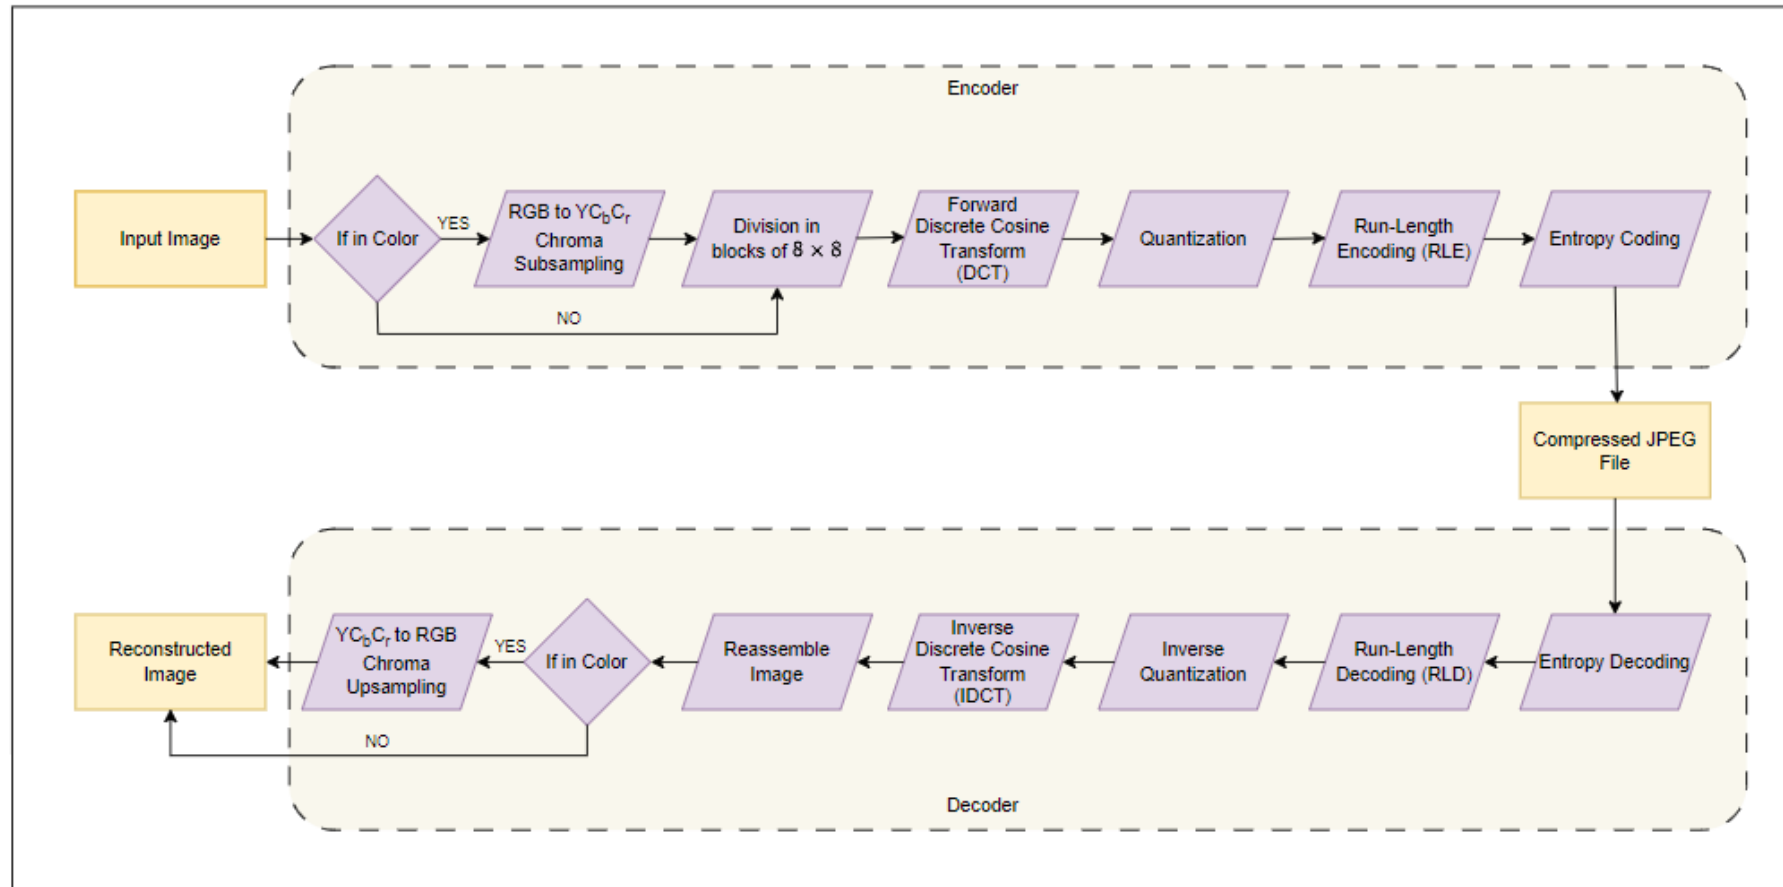 Encoder
Input Image
If in Color
YES
RGB to YCbCr
Chroma
Subsampling
Division in
blocks of 8 × 8
Forward
Discrete Cosine
Transform
(DCT)
Quantization
Run-Length
Encoding (RLE)
Entropy Coding
NO
Compressed JPEG
File
Entropy Decoding
Run-Length
Decoding (RLD)
Inverse
Quantization
Inverse
Discrete Cosine
Transform
(IDCT)
Reassemble
Image
If in Color
YES
YCbCr to RGB
Chroma
Upsampling
NO
Reconstructed
Image
Decoder